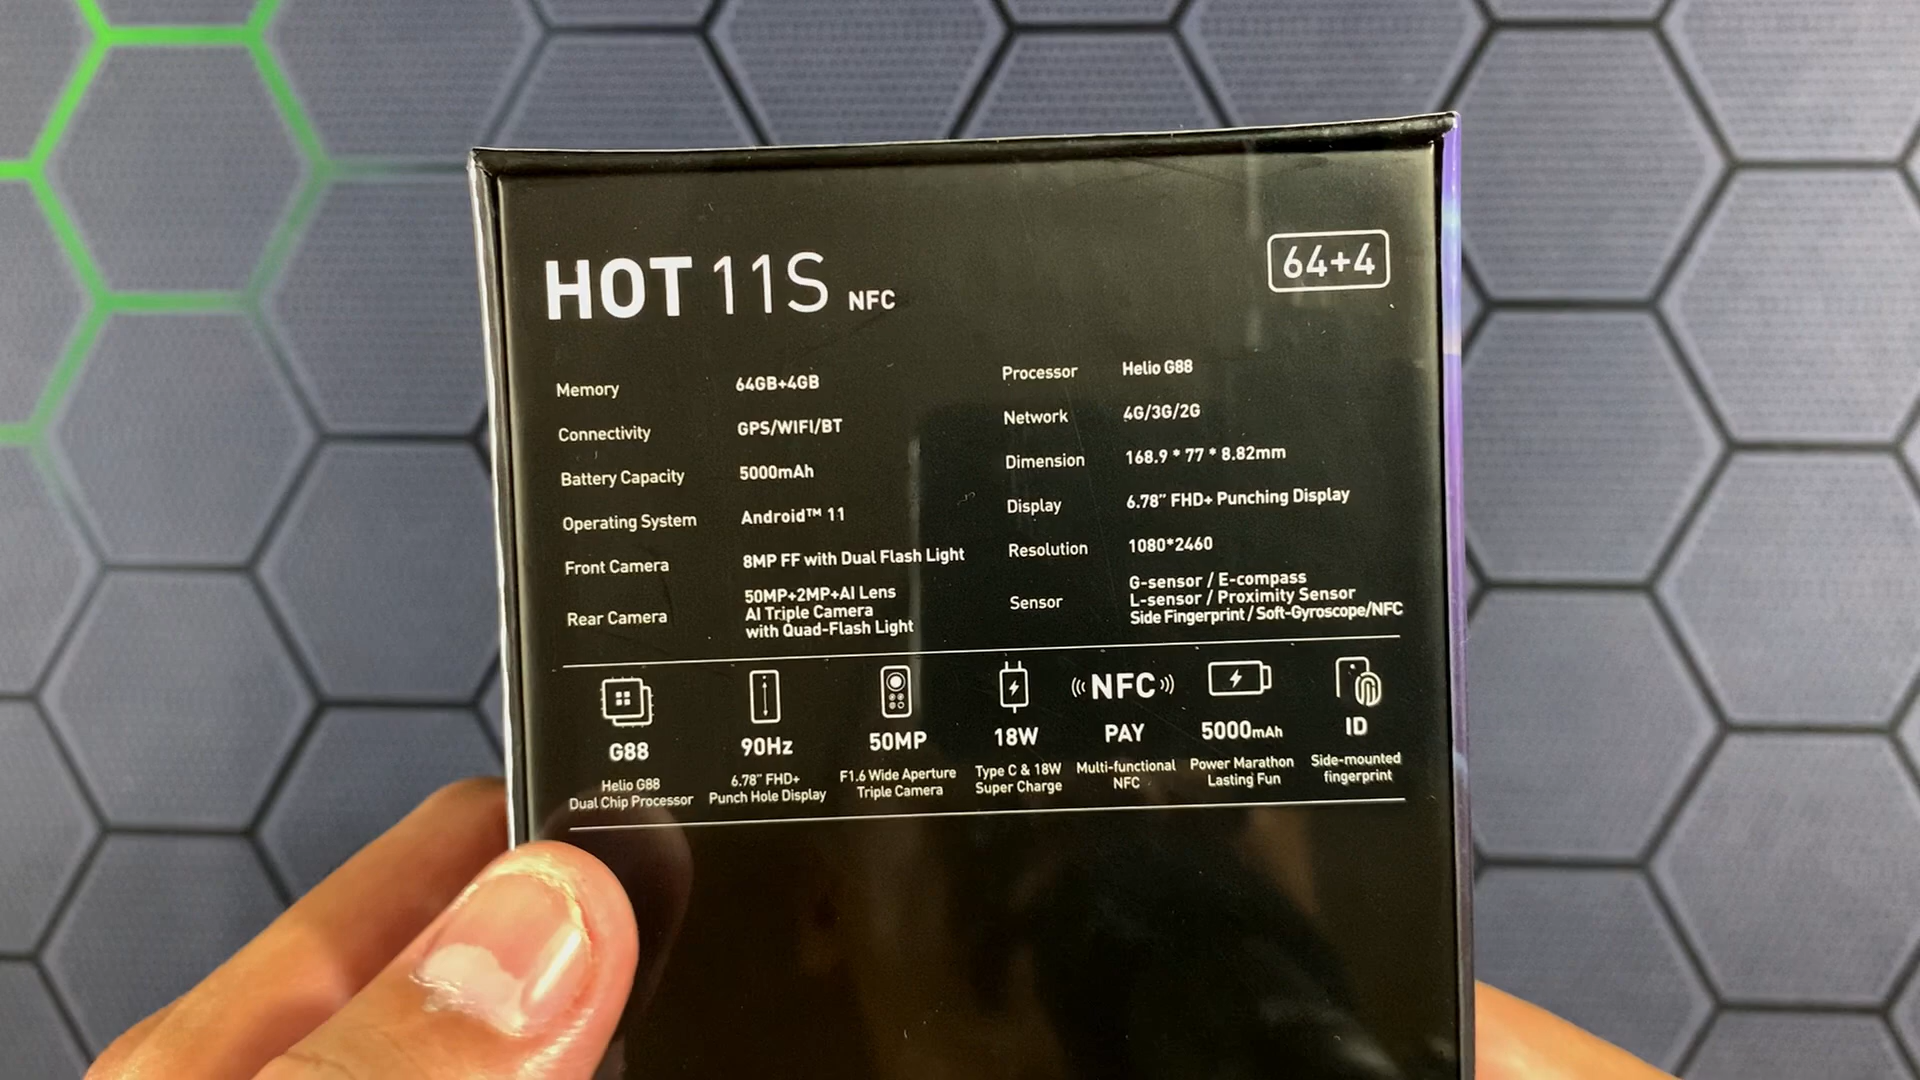 HOT 11S NFC
64+4
Memory 64GB+4GB
Connectivity GPS/WIFI/BT
Battery Capacity 5000mAh
Operating System Android™ 11
Front Camera 8MP FF with Dual Flash Light
Rear Camera 50MP+2MP+AI Lens
AI Triple Camera
with Quad-Flash Light
Processor Helio G88
Network 4G/3G/2G
Dimension 168.9 * 77 * 8.82mm
Display 6.78" FHD+ Punching Display
Resolution 1080*2460
Sensor G-sensor / E-compass
L-sensor / Proximity Sensor
Side Fingerprint / Soft-Gyroscope/NFC
G88
Helio G88
Dual Chip Processor
90Hz
6.78" FHD+
Punch Hole Display
50MP
F1.6 Wide Aperture
Triple Camera
18W
Type C & 18W
Super Charge
NFC
PAY
Multi-functional
NFC
5000mAh
Power Marathon
Lasting Fun
ID
Side-mounted
fingerprint